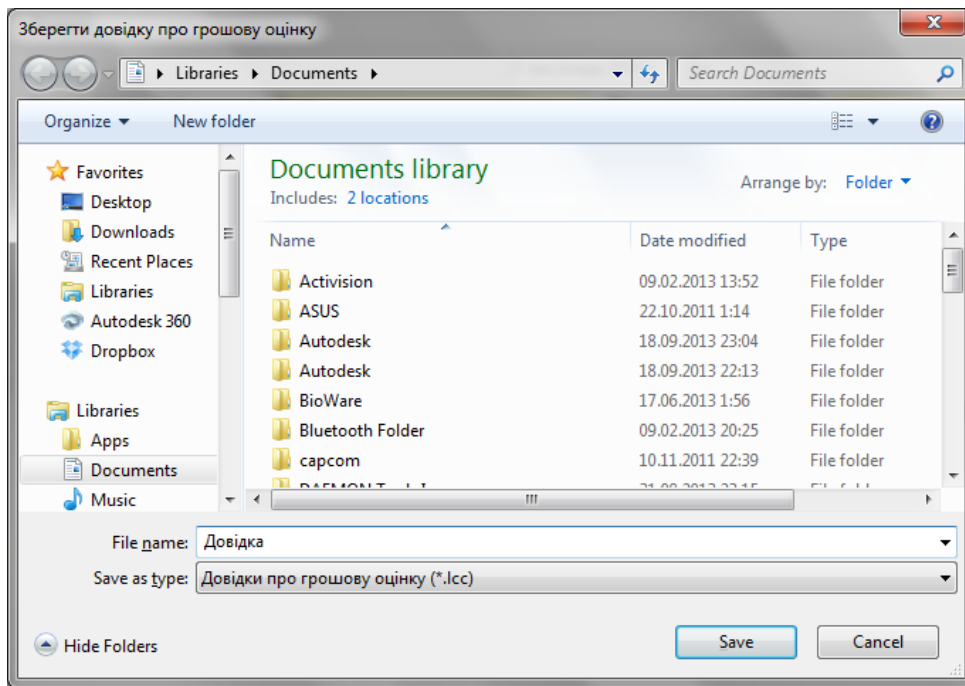 Зберегти довідку про грошову оцінку
Libraries Documents
Search Documents
Organize New folder
Favorites
Desktop
Downloads
Recent Places
Libraries
Autodesk 360
Dropbox
Libraries
Apps
Documents
Music
Documents library
Includes: 2 locations
Arrange by: Folder
Name Date modified Type
Activision 09.02.2013 13:52 File folder
ASUS 22.10.2011 1:14 File folder
Autodesk 18.09.2013 23:04 File folder
Autodesk 18.09.2013 22:13 File folder
BioWare 17.06.2013 1:56 File folder
Bluetooth Folder 09.02.2013 20:25 File folder
capcom 10.11.2011 22:39 File folder
File name: Довідка
Save as type: Довідки про грошову оцінку (*.lcc)
Hide Folders
Save Cancel